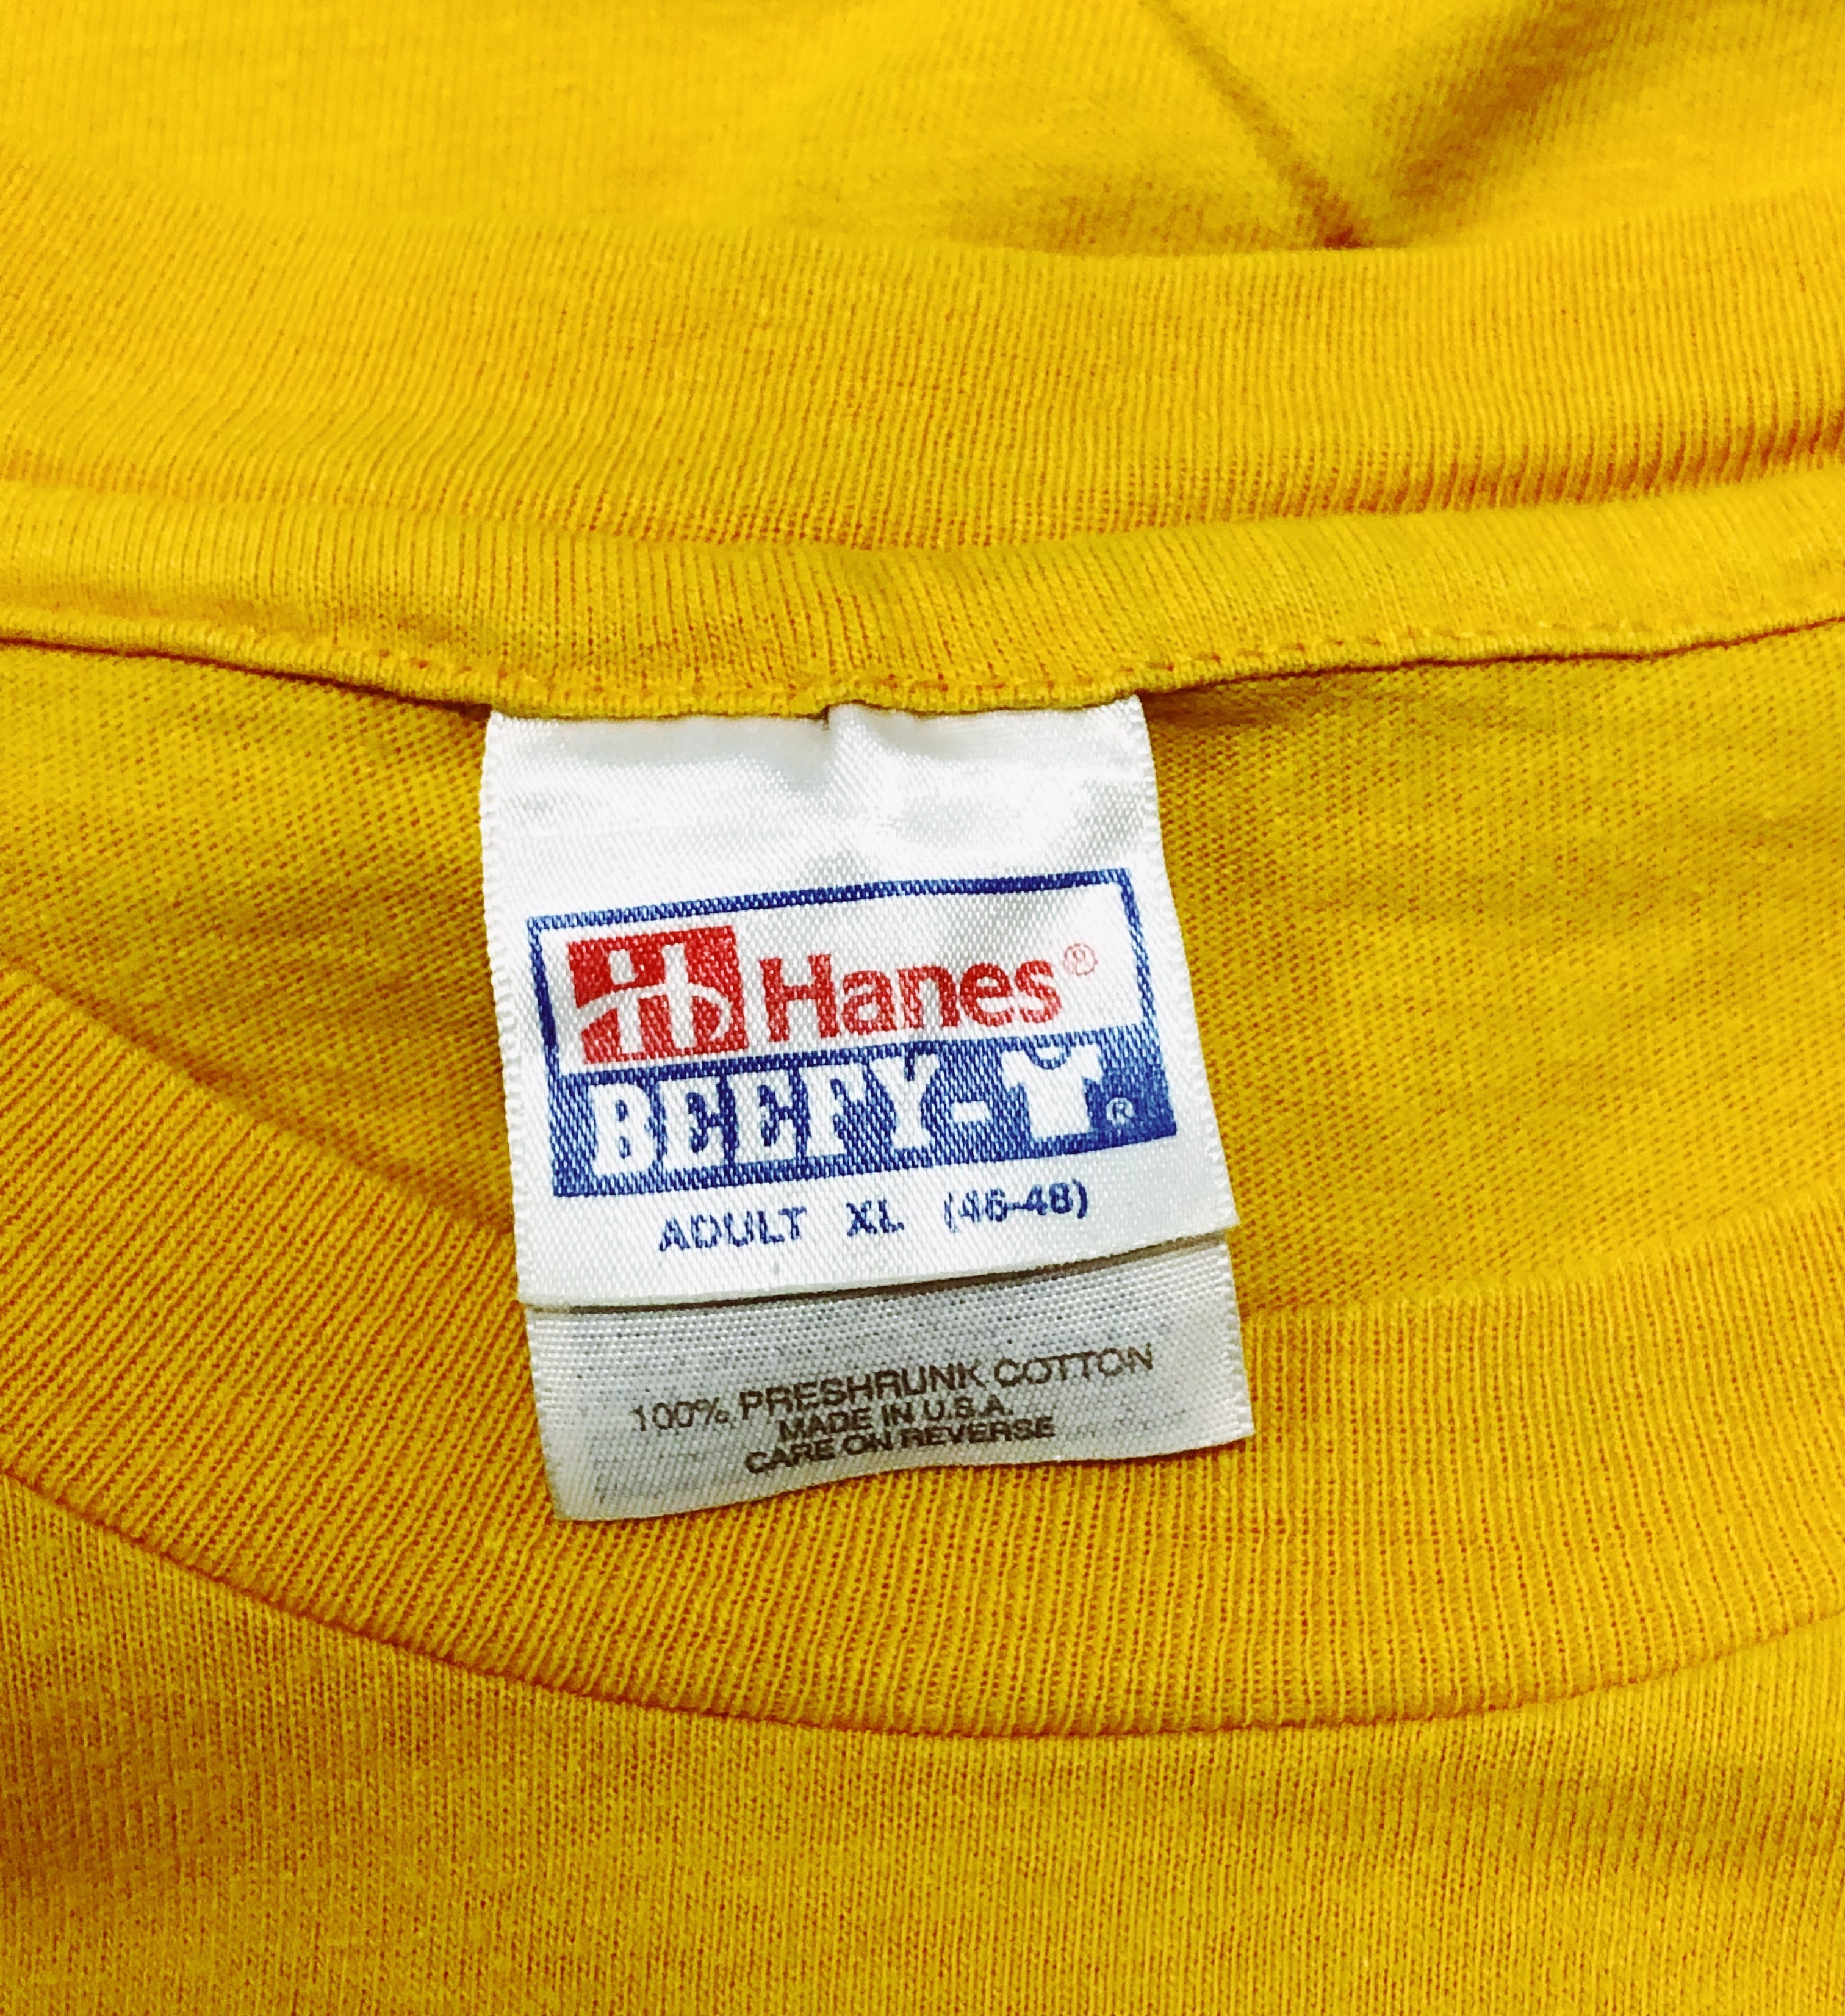 Hanes®
BEEFY-T®
ADULT XL (46-48)
100% PRESHRUNK COTTON
MADE IN U.S.A.
CARE ON REVERSE